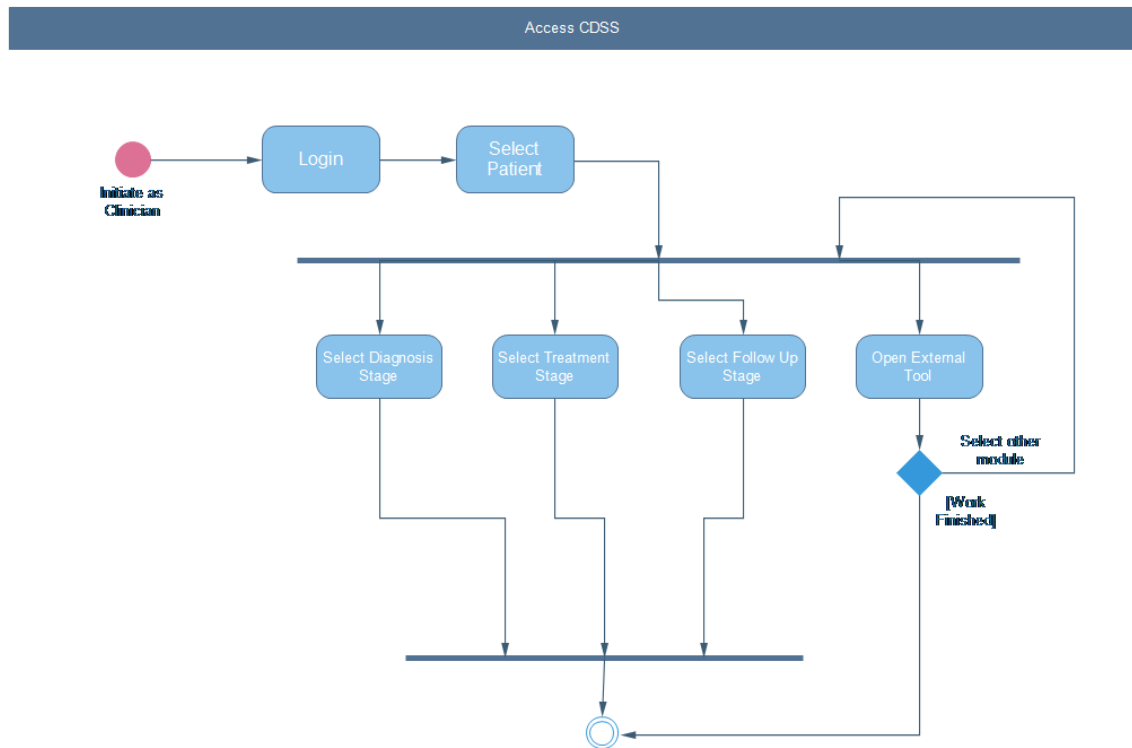 Access CDSS
Login
Select
Patient
Initiate as
Clinician
Select Diagnosis
Stage
Select Treatment
Stage
Select Follow Up
Stage
Open External
Tool
Select other
module
[Work
Finished]